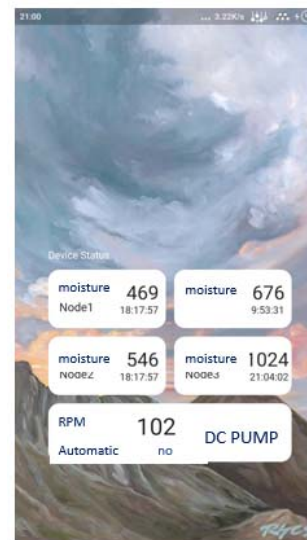 21:00 ... 3.22K/s
Device Status
moisture 469
Node1 18:17:57
moisture 676
9:53:31
moisture 546
Node2 18:17:57
moisture 1024
Node3 21:04:02
RPM 102
Automatic no
DC PUMP